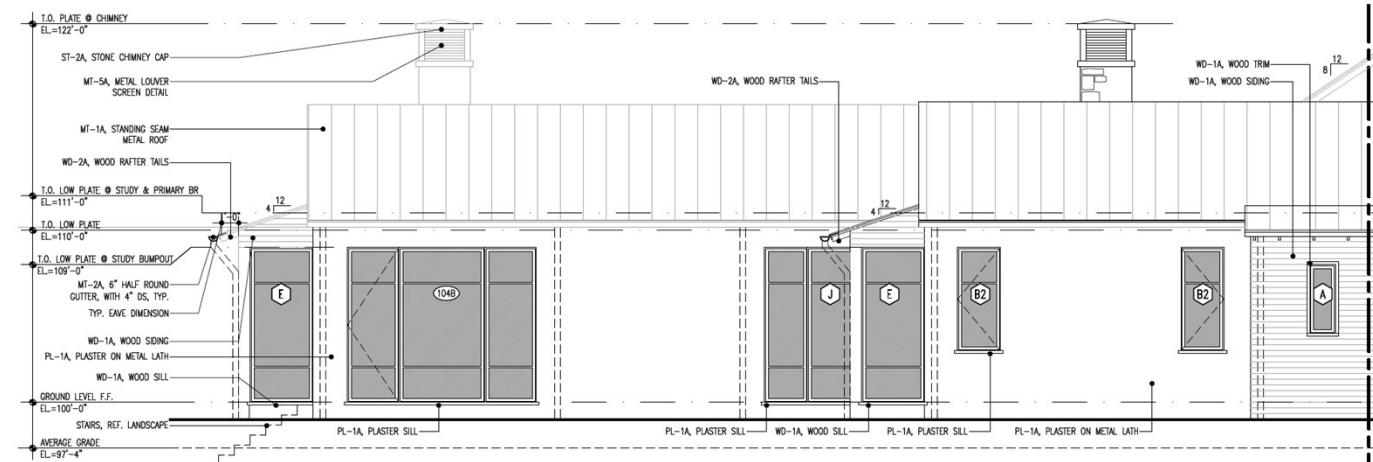 T.O. PLATE @ CHIMNEY
EL.=122'-0"
ST-2A, STONE CHIMNEY CAP
MT-5A, METAL LOUVER
SCREEN DETAIL
MT-1A, STANDING SEAM
METAL ROOF
WD-2A, WOOD RAFTER TAILS
T.O. LOW PLATE @ STUDY & PRIMARY BR
EL.=111'-0"
T.O. LOW PLATE
EL.=110'-0"
T.O. LOW PLATE @ STUDY BUMPOUT
EL.=109'-0"
MT-2A, 6" HALF ROUND
GUTTER, WITH 4" DS, TYP.
TYP. EAVE DIMENSION
WD-1A, WOOD SIDING
PL-1A, PLASTER ON METAL LATH
WD-1A, WOOD SILL
GROUND LEVEL F.F.
EL.=100'-0"
STAIRS, REF. LANDSCAPE
AVERAGE GRADE
EL.=97'-4"
12
4
E
104B
PL-1A, PLASTER SILL
WD-2A, WOOD RAFTER TAILS
12
4
J
E
B2
B2
A
PL-1A, PLASTER SILL
WD-1A, WOOD SILL
PL-1A, PLASTER SILL
PL-1A, PLASTER ON METAL LATH
WD-1A, WOOD TRIM
WD-1A, WOOD SIDING
12
8